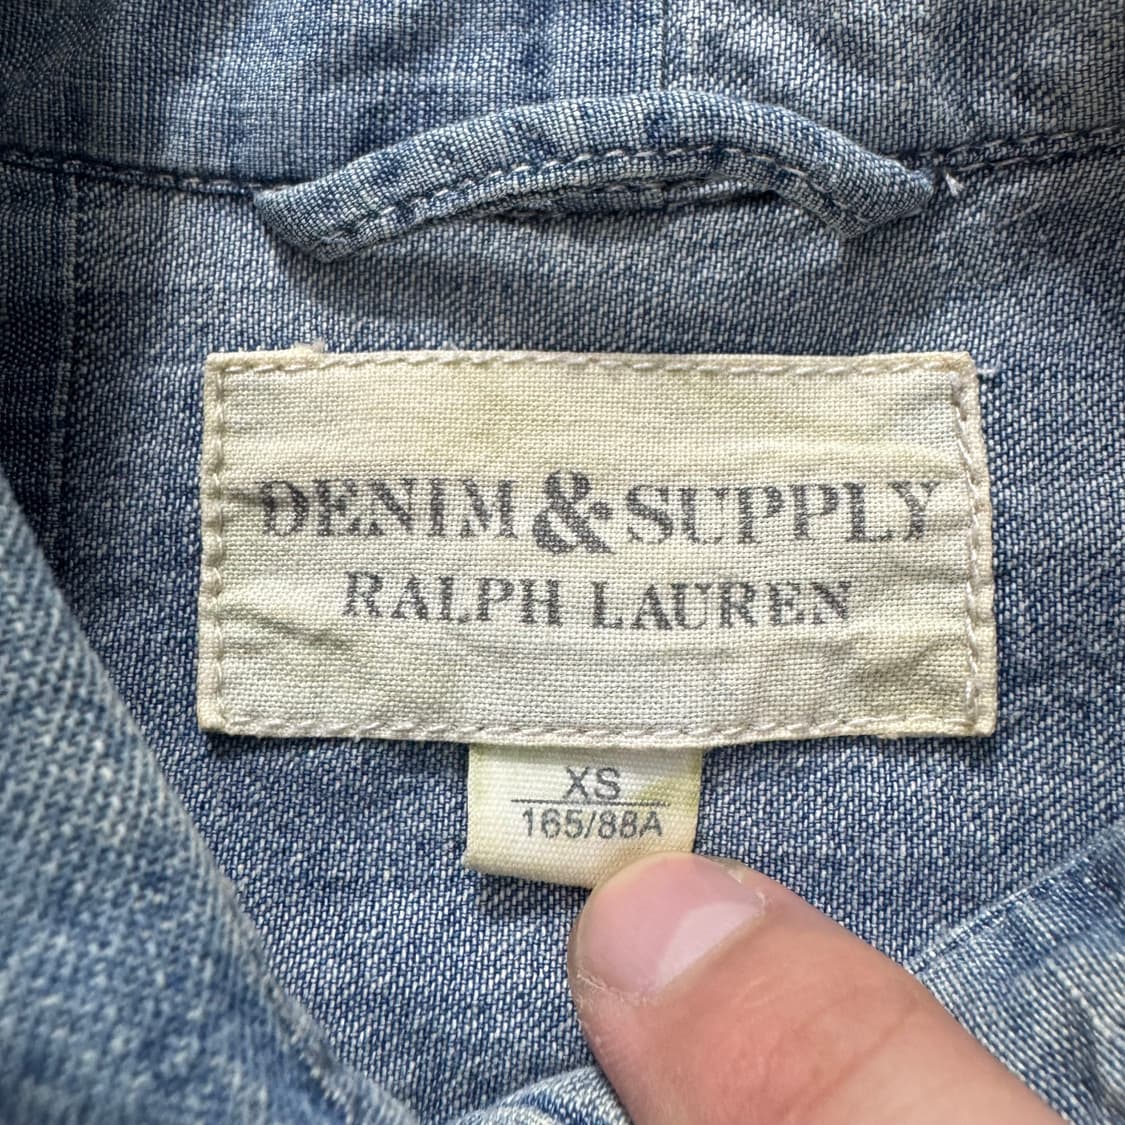 DENIM & SUPPLY
RALPH LAUREN
XS
165/88A